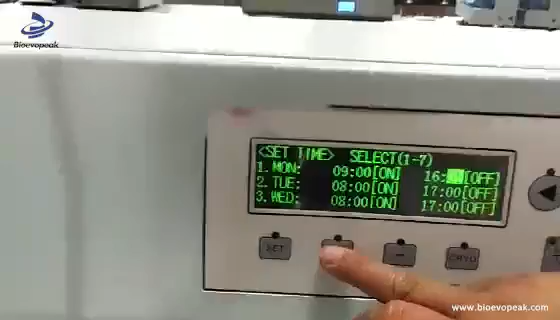 Bioevopeak
<SET TIME> SELECT(1-7)
1. MON: 09:00[ON] 16: [OFF]
2. TUE: 08:00[ON] 17:00[OFF]
3. WED: 08:00[ON] 17:00[OFF]
SET − CRYO
www.bioevopeak.com